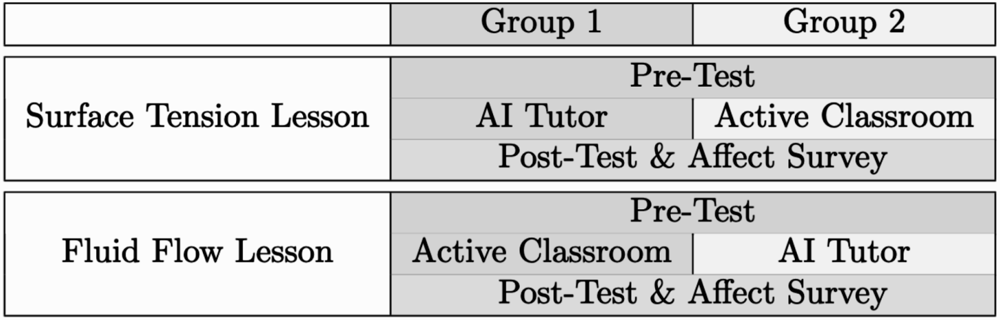 Group 1 Group 2
Pre-Test
Surface Tension Lesson AI Tutor Active Classroom
Post-Test & Affect Survey
Pre-Test
Fluid Flow Lesson Active Classroom AI Tutor
Post-Test & Affect Survey